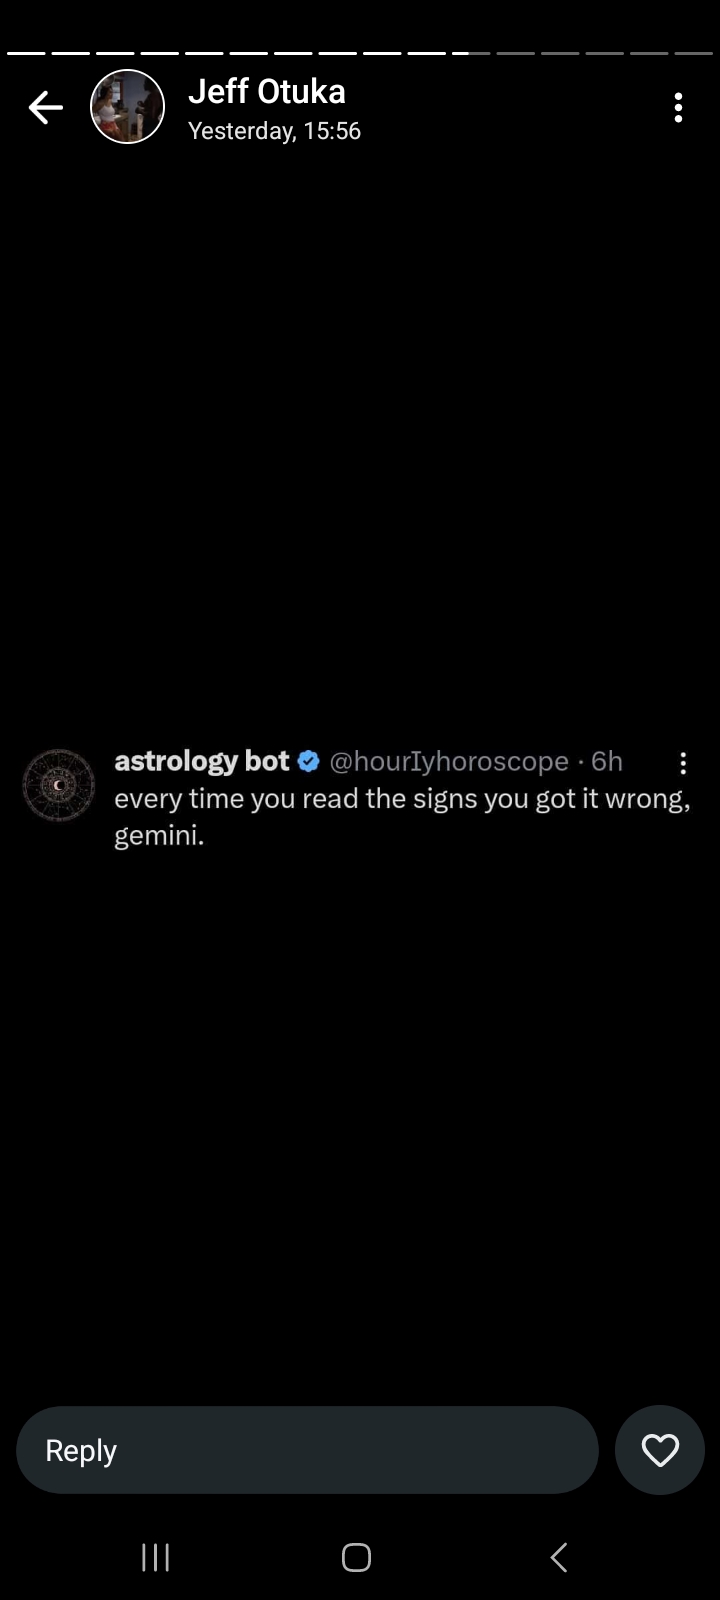 Jeff Otuka
Yesterday, 15:56
astrology bot @hourIyhoroscope · 6h
every time you read the signs you got it wrong,
gemini.
Reply